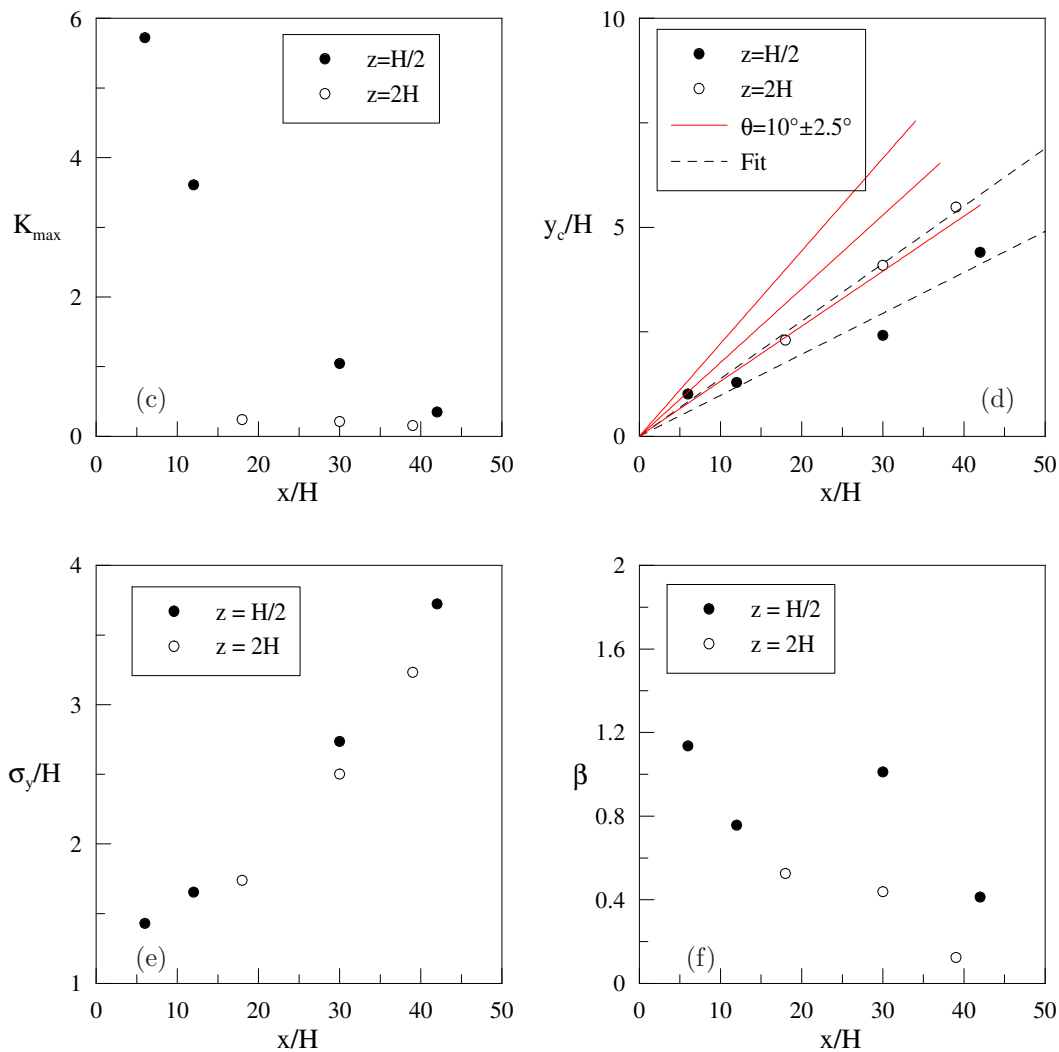 6
4
2
0
K_max
z=H/2
z=2H
(c)
0 10 20 30 40 50
x/H
10
5
0
y_c/H
z=H/2
z=2H
θ=10°±2.5°
Fit
(d)
0 10 20 30 40 50
x/H
4
3
2
1
σ_y/H
z = H/2
z = 2H
(e)
0 10 20 30 40 50
x/H
2
1.6
1.2
0.8
0.4
0
β
z = H/2
z = 2H
(f)
0 10 20 30 40 50
x/H